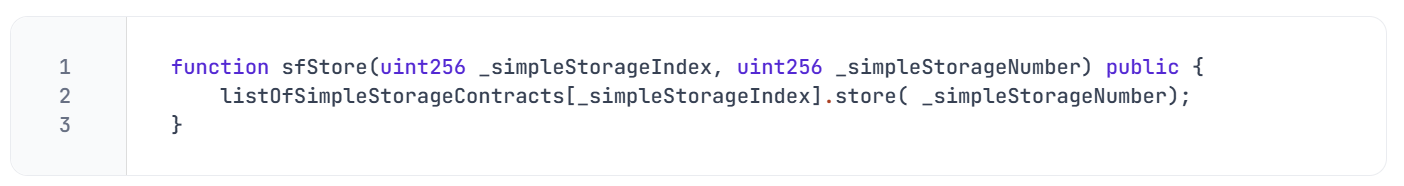 1 function sfStore(uint256 _simpleStorageIndex, uint256 _simpleStorageNumber) public {
2     listOfSimpleStorageContracts[_simpleStorageIndex].store( _simpleStorageNumber);
3 }